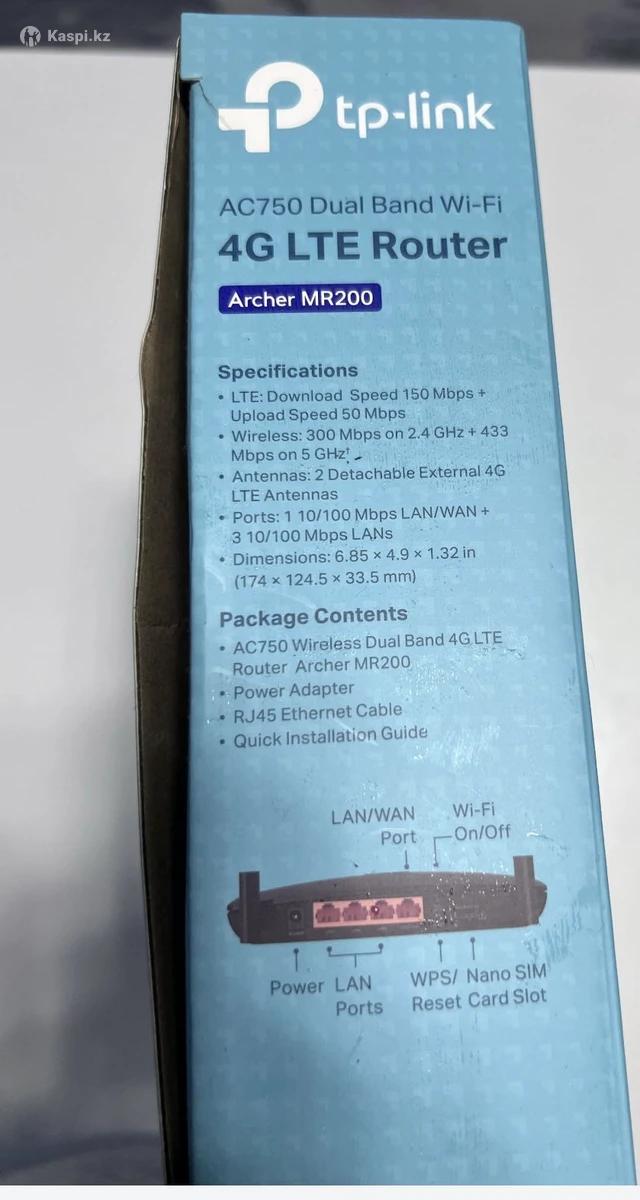 Kaspi.kz
tp-link
AC750 Dual Band Wi-Fi
4G LTE Router
Archer MR200
Specifications
• LTE: Download Speed 150 Mbps +
Upload Speed 50 Mbps
• Wireless: 300 Mbps on 2.4 GHz + 433
Mbps on 5 GHz†
• Antennas: 2 Detachable External 4G
LTE Antennas
• Ports: 1 10/100 Mbps LAN/WAN +
3 10/100 Mbps LANs
• Dimensions: 6.85 × 4.9 × 1.32 in
(174 × 124.5 × 33.5 mm)
Package Contents
• AC750 Wireless Dual Band 4G LTE
Router Archer MR200
• Power Adapter
• RJ45 Ethernet Cable
• Quick Installation Guide
LAN/WAN
Port
Wi-Fi
On/Off
Power
LAN
Ports
WPS/
Reset
Nano SIM
Card Slot